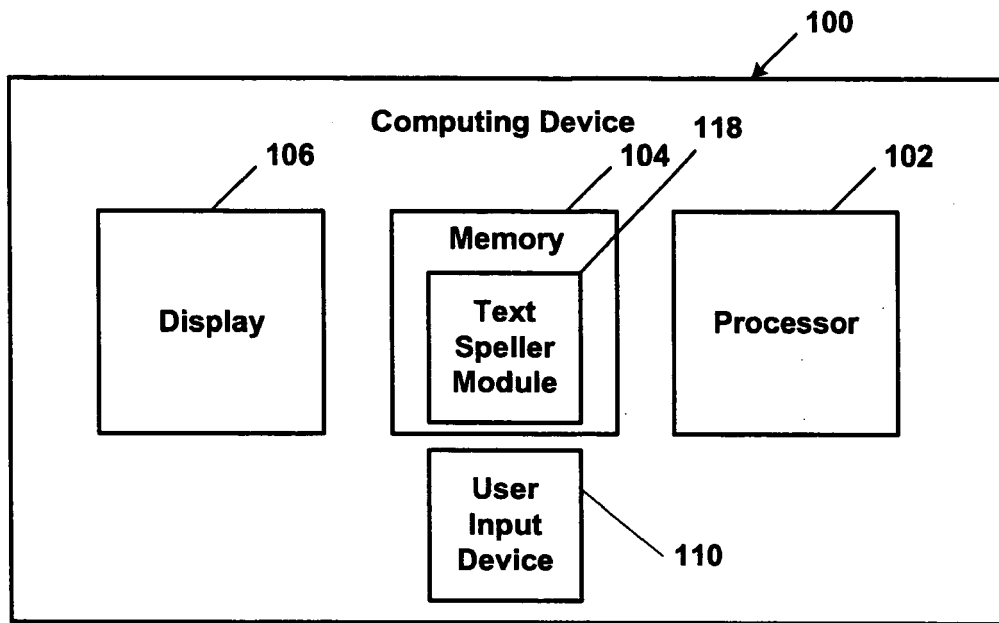 100
Computing Device
118
106
104
102
Memory
Display
Text
Speller
Module
Processor
User
Input
Device
110